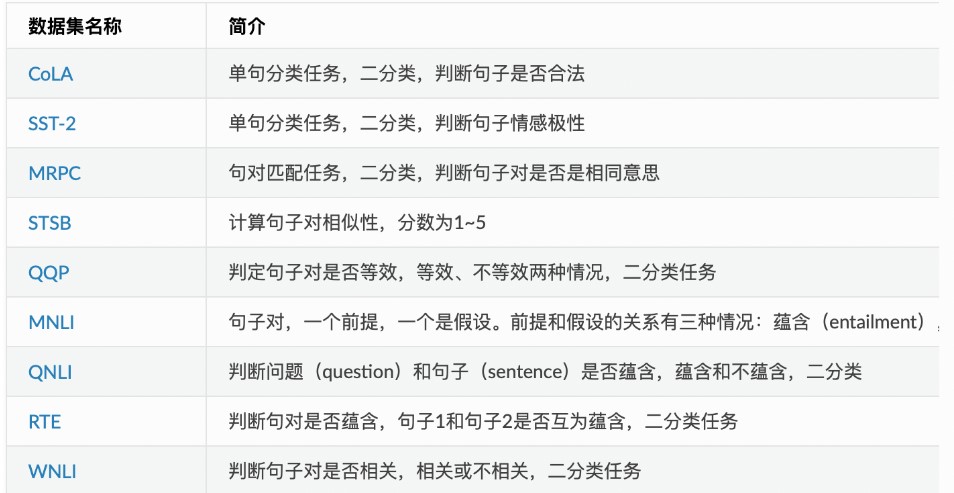 数据集名称 简介
CoLA 单句分类任务，二分类，判断句子是否合法
SST-2 单句分类任务，二分类，判断句子情感极性
MRPC 句对匹配任务，二分类，判断句子对是否是相同意思
STSB 计算句子对相似性，分数为1~5
QQP 判定句子对是否等效，等效、不等效两种情况，二分类任务
MNLI 句子对，一个前提，一个是假设。前提和假设的关系有三种情况：蕴含（entailment），
QNLI 判断问题（question）和句子（sentence）是否蕴含，蕴含和不蕴含，二分类
RTE 判断句对是否蕴含，句子1和句子2是否互为蕴含，二分类任务
WNLI 判断句子对是否相关，相关或不相关，二分类任务